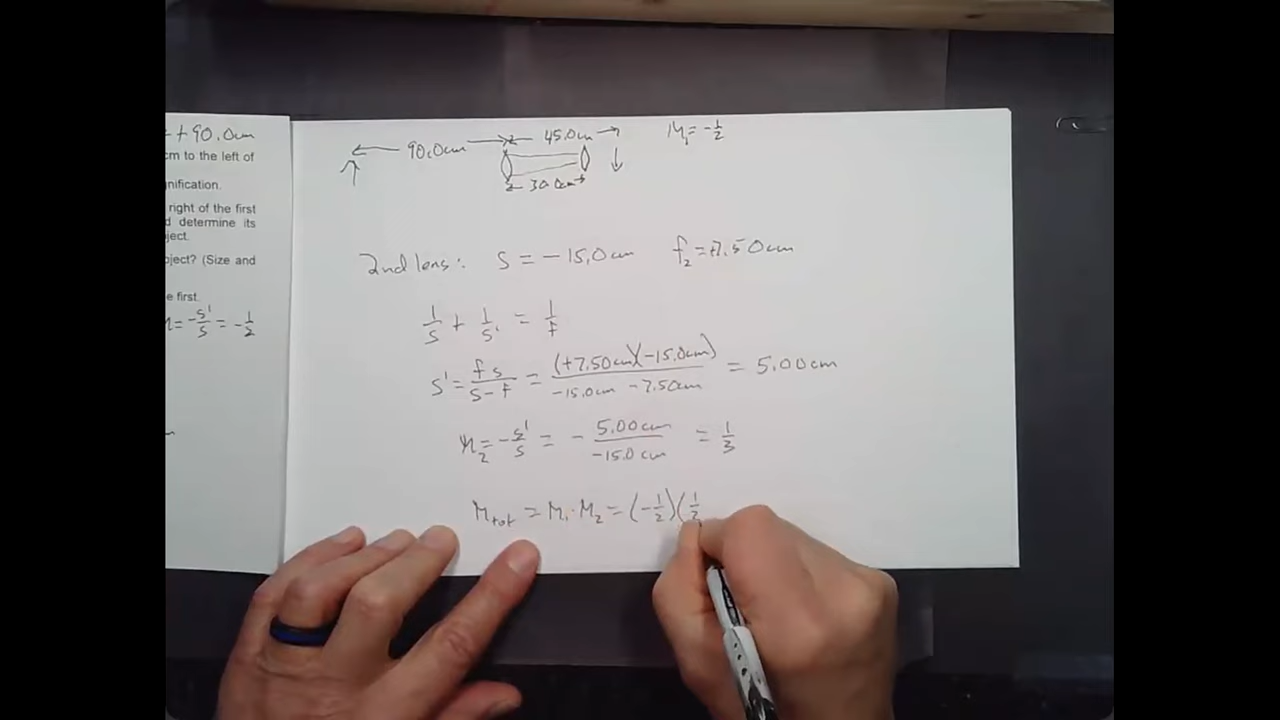 + 90.0cm
cm to the left of
nification.
right of the first
d determine its
ject.
oject? (Size and
e first.
= -s'/s = -1/2
90.0cm 45.0cm M₁ = -1/2
30.0cm
2nd lens: s = -15.0cm f₂ = +7.50cm
1/s + 1/s' = 1/f
s' = fs/(s-f) = (+7.50cm)(-15.0cm)/(-15.0cm - 7.50cm) = 5.00cm
M₂ = -s'/s = - 5.00cm/-15.0cm = 1/3
M_tot = M₁·M₂ = (-1/2)(1/